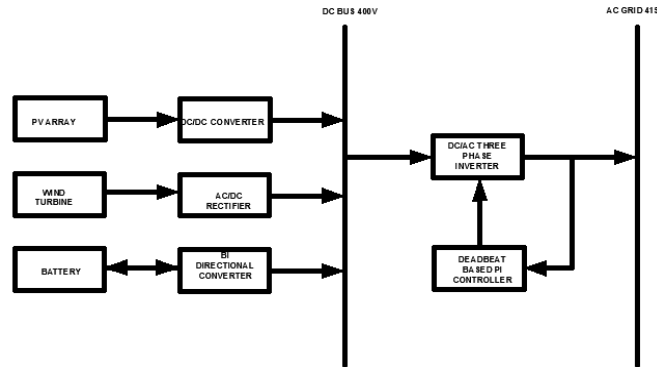 DC BUS 400V
AC GRID 415
PV ARRAY
DC/DC CONVERTER
DC/AC THREE
PHASE
INVERTER
WIND
TURBINE
AC/DC
RECTIFIER
BATTERY
BI
DIRECTIONAL
CONVERTER
DEADBEAT
BASED PI
CONTROLLER